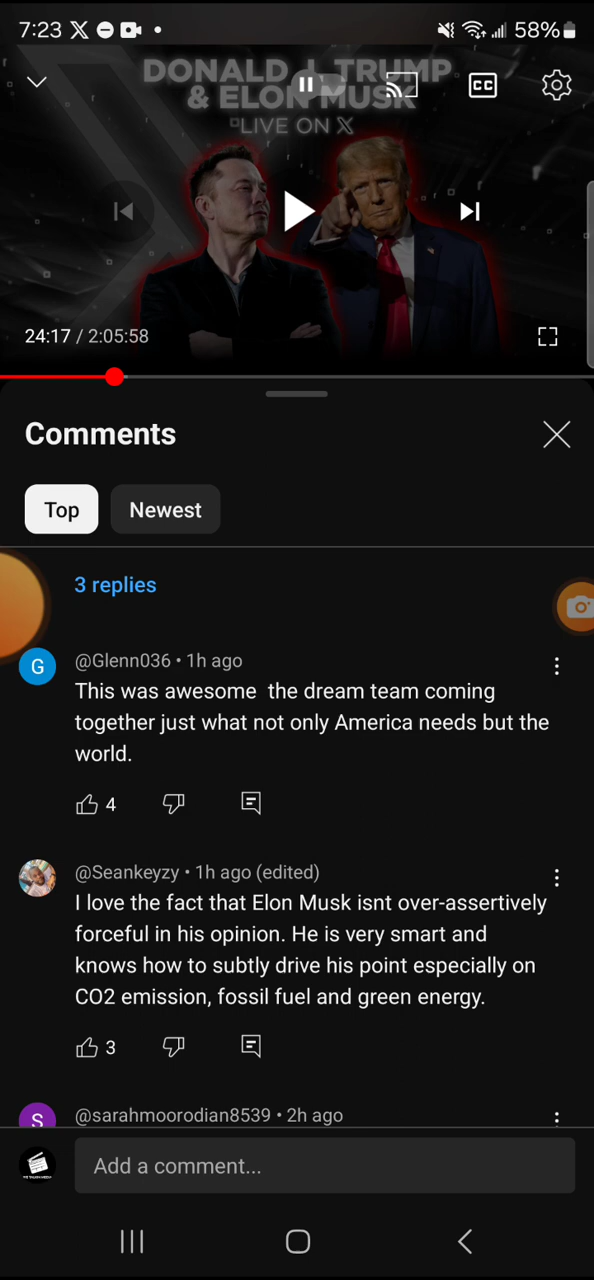 7:23
58%
DONALD J. TRUMP
& ELON MUSK
LIVE ON X
CC
24:17 / 2:05:58
Comments
Top
Newest
3 replies
G
@Glenn036 • 1h ago
This was awesome  the dream team coming
together just what not only America needs but the
world.
4
@Seankeyzy • 1h ago (edited)
I love the fact that Elon Musk isnt over-assertively
forceful in his opinion. He is very smart and
knows how to subtly drive his point especially on
CO2 emission, fossil fuel and green energy.
3
S
@sarahmoorodian8539 • 2h ago
Add a comment...